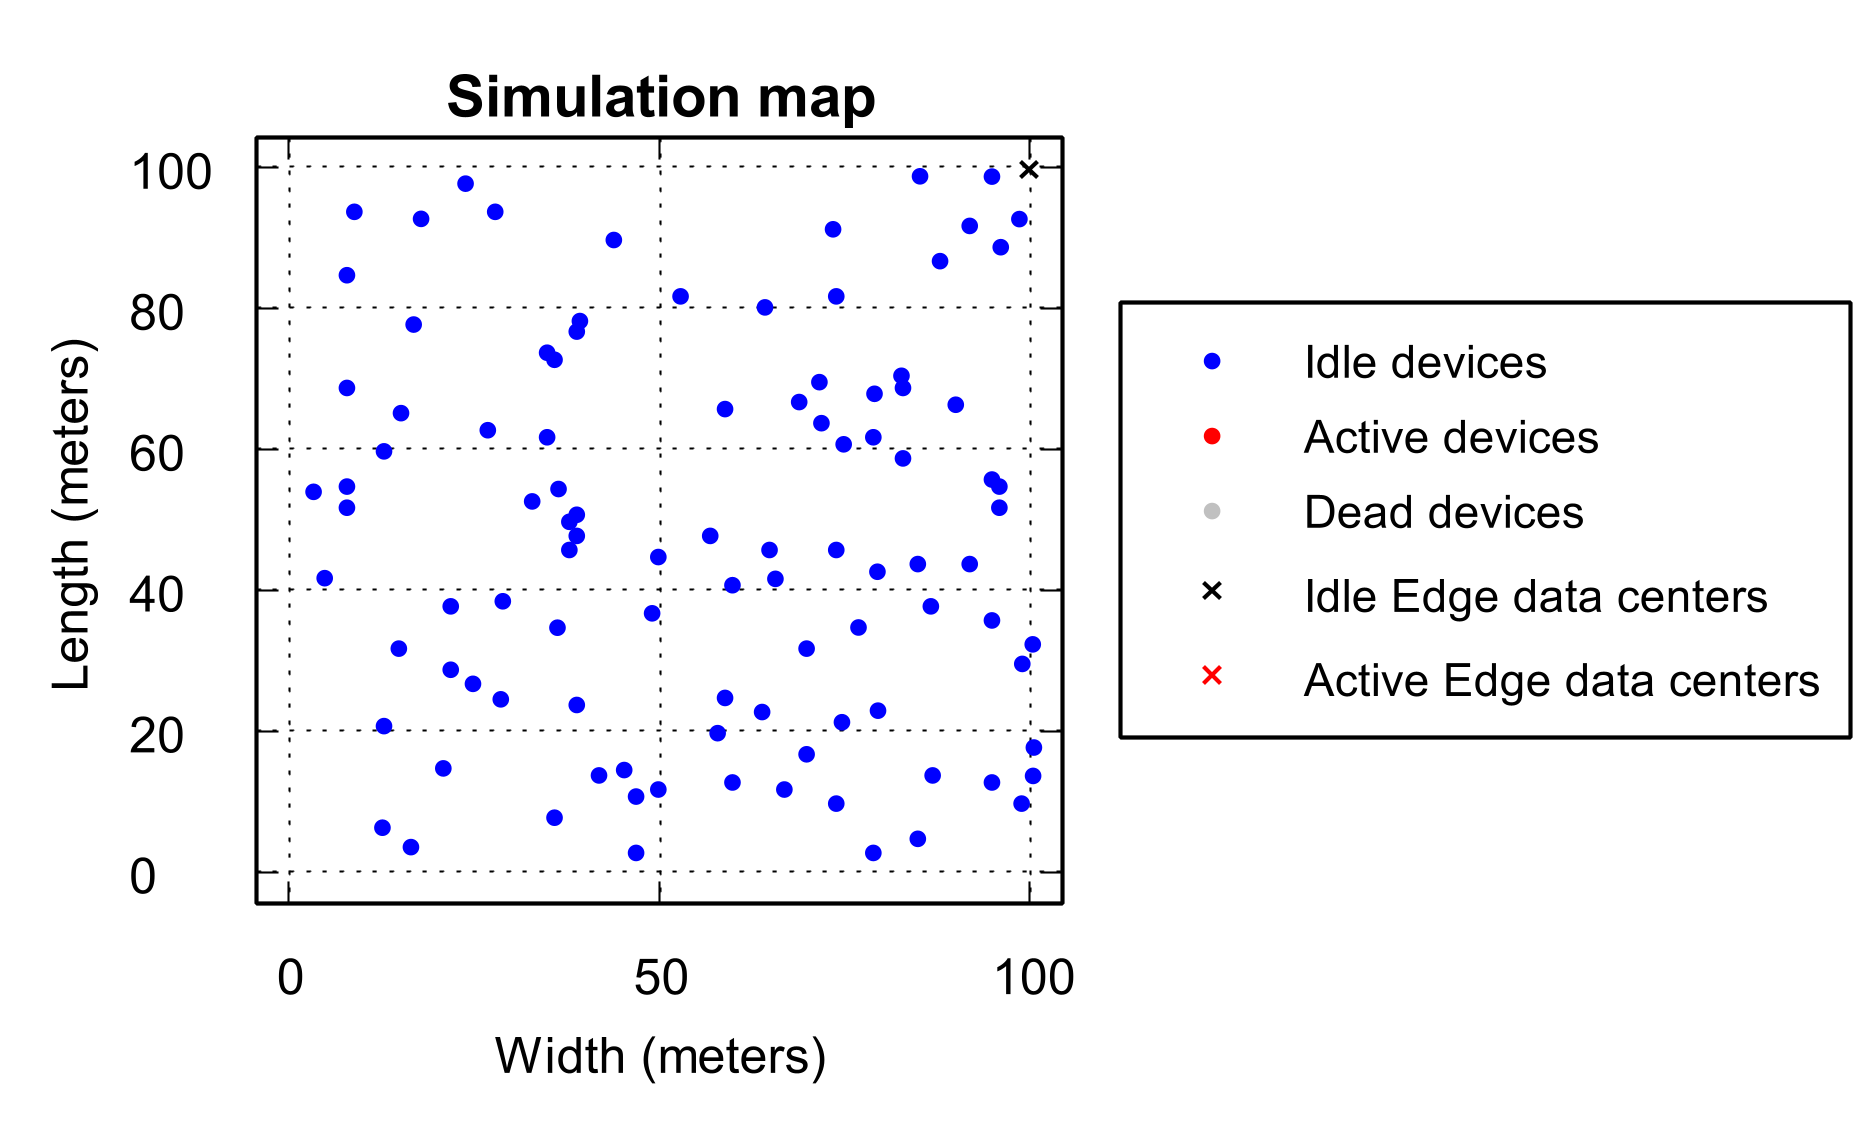 Simulation map
100
80
60
40
20
0
Length (meters)
0 50 100
Width (meters)
Idle devices
Active devices
Dead devices
Idle Edge data centers
Active Edge data centers